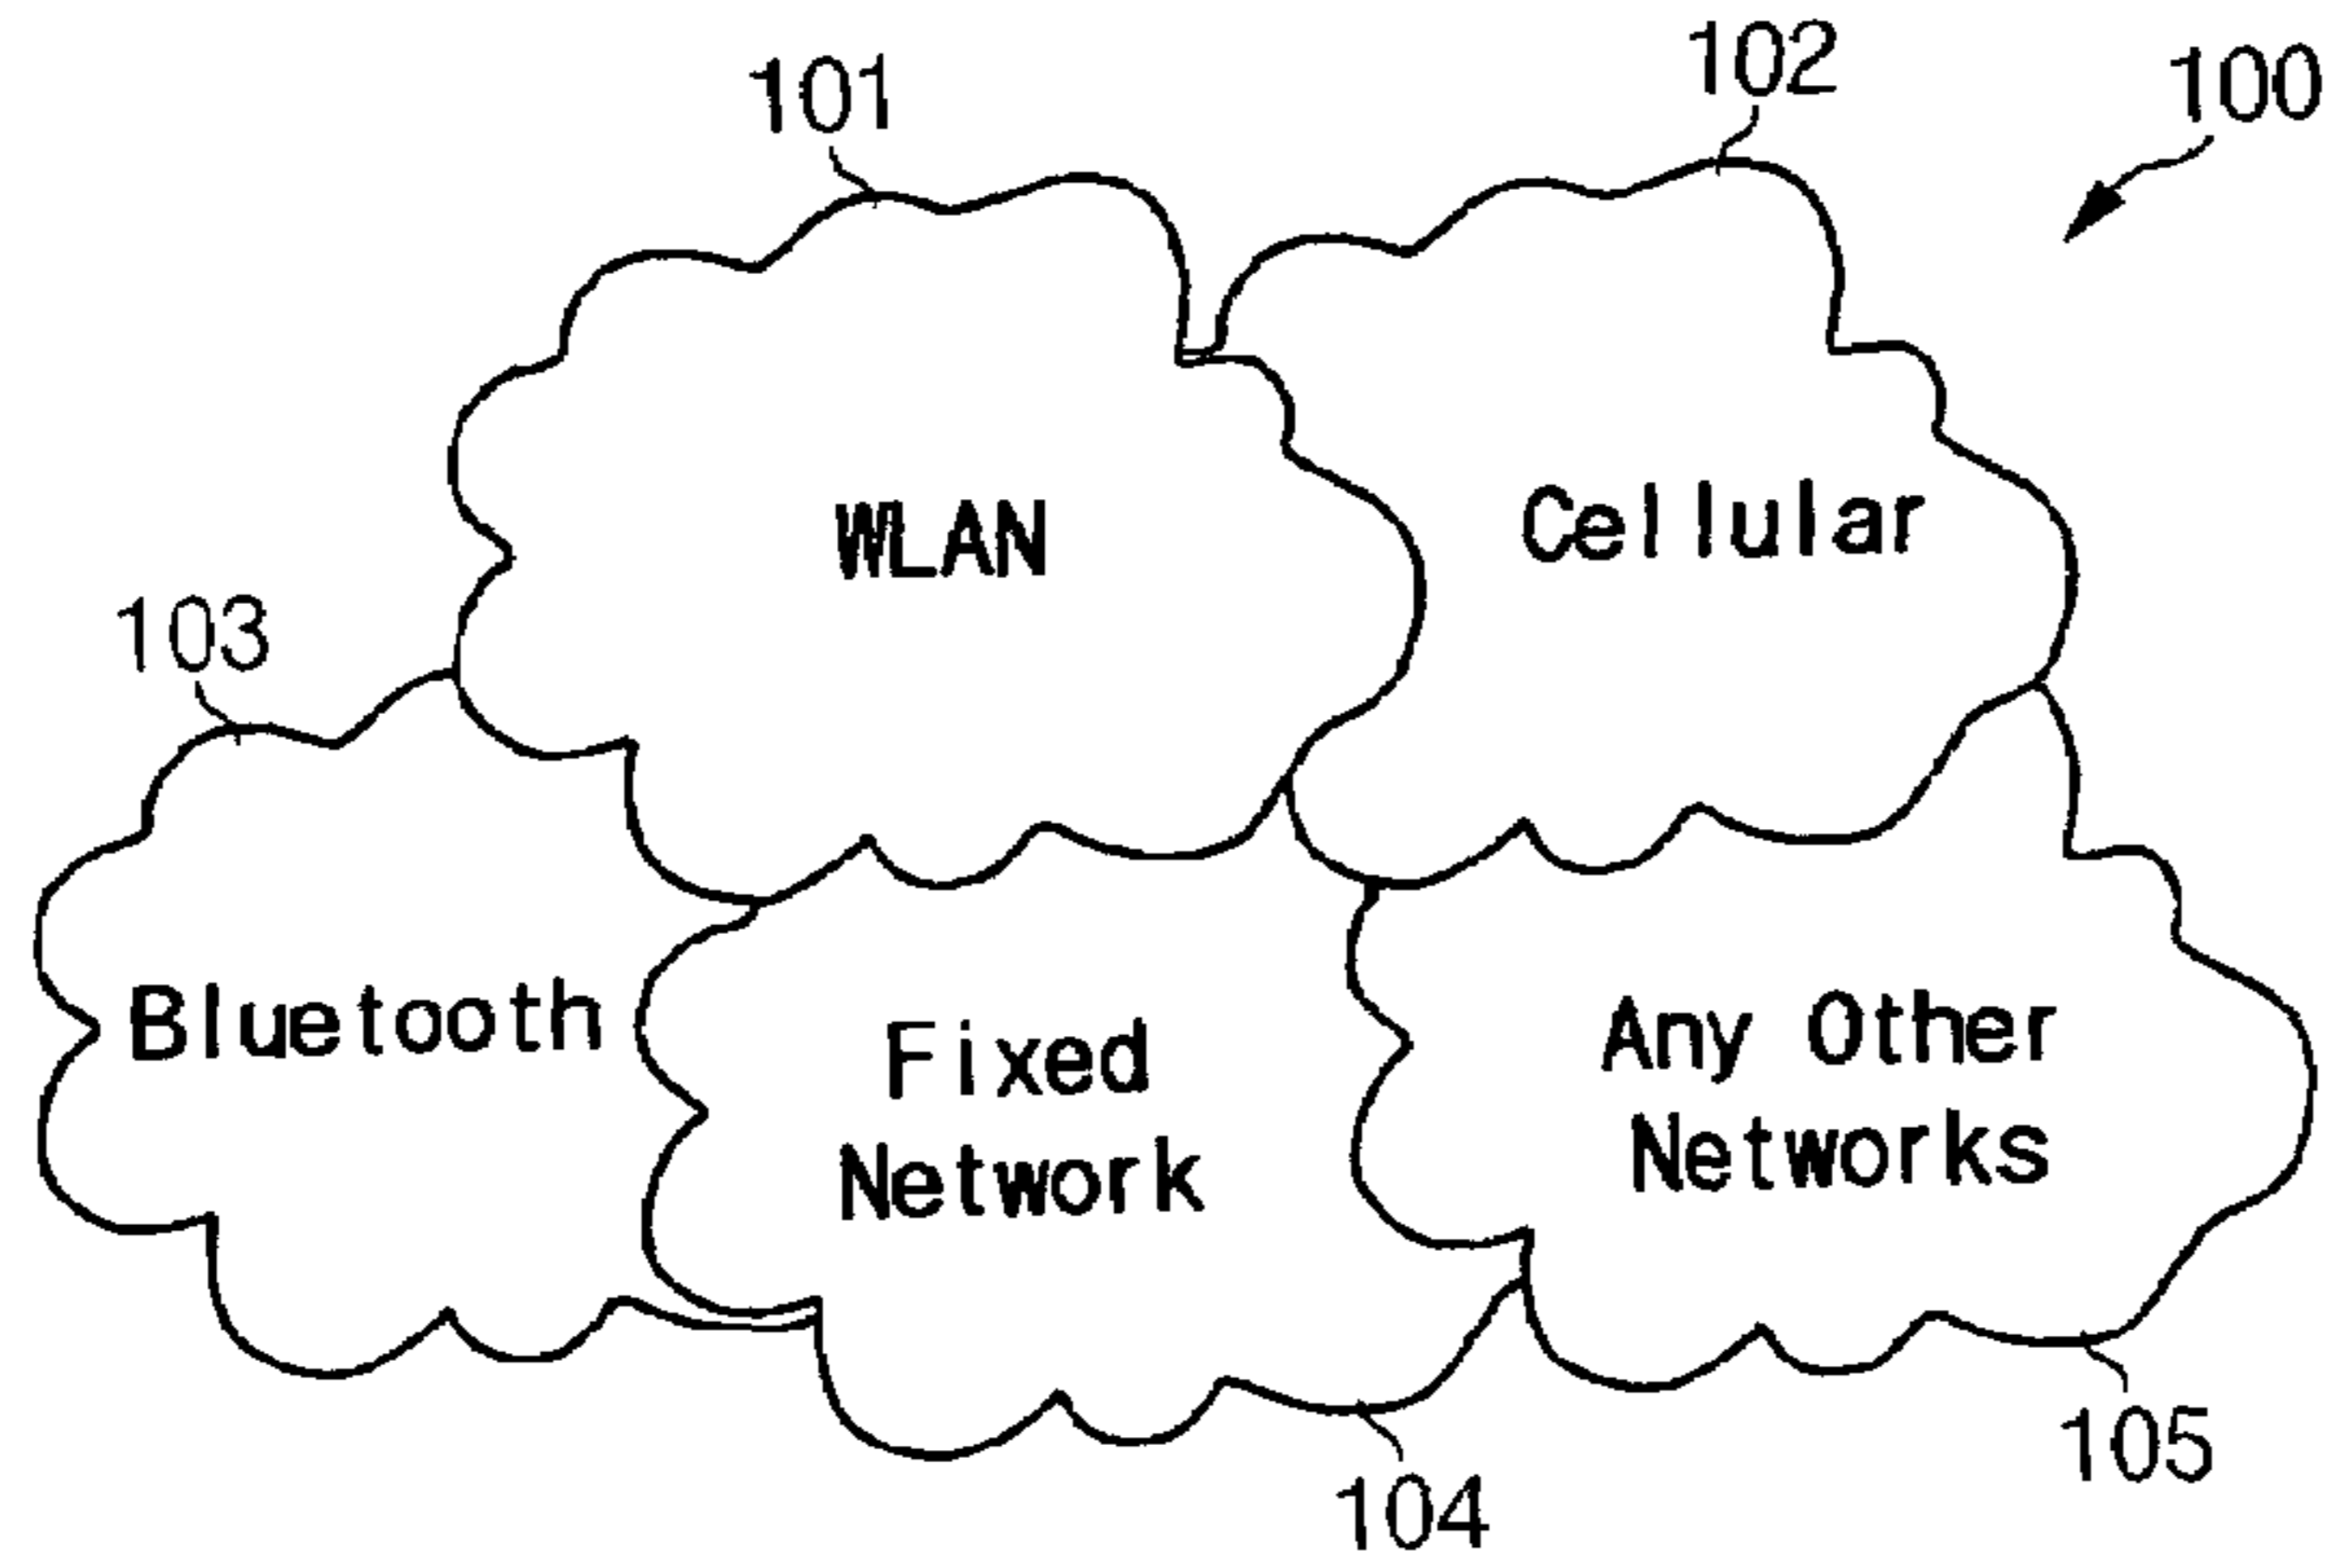 101
102
100
WLAN
Cellular
103
Bluetooth
Fixed
Network
Any Other
Networks
105
104